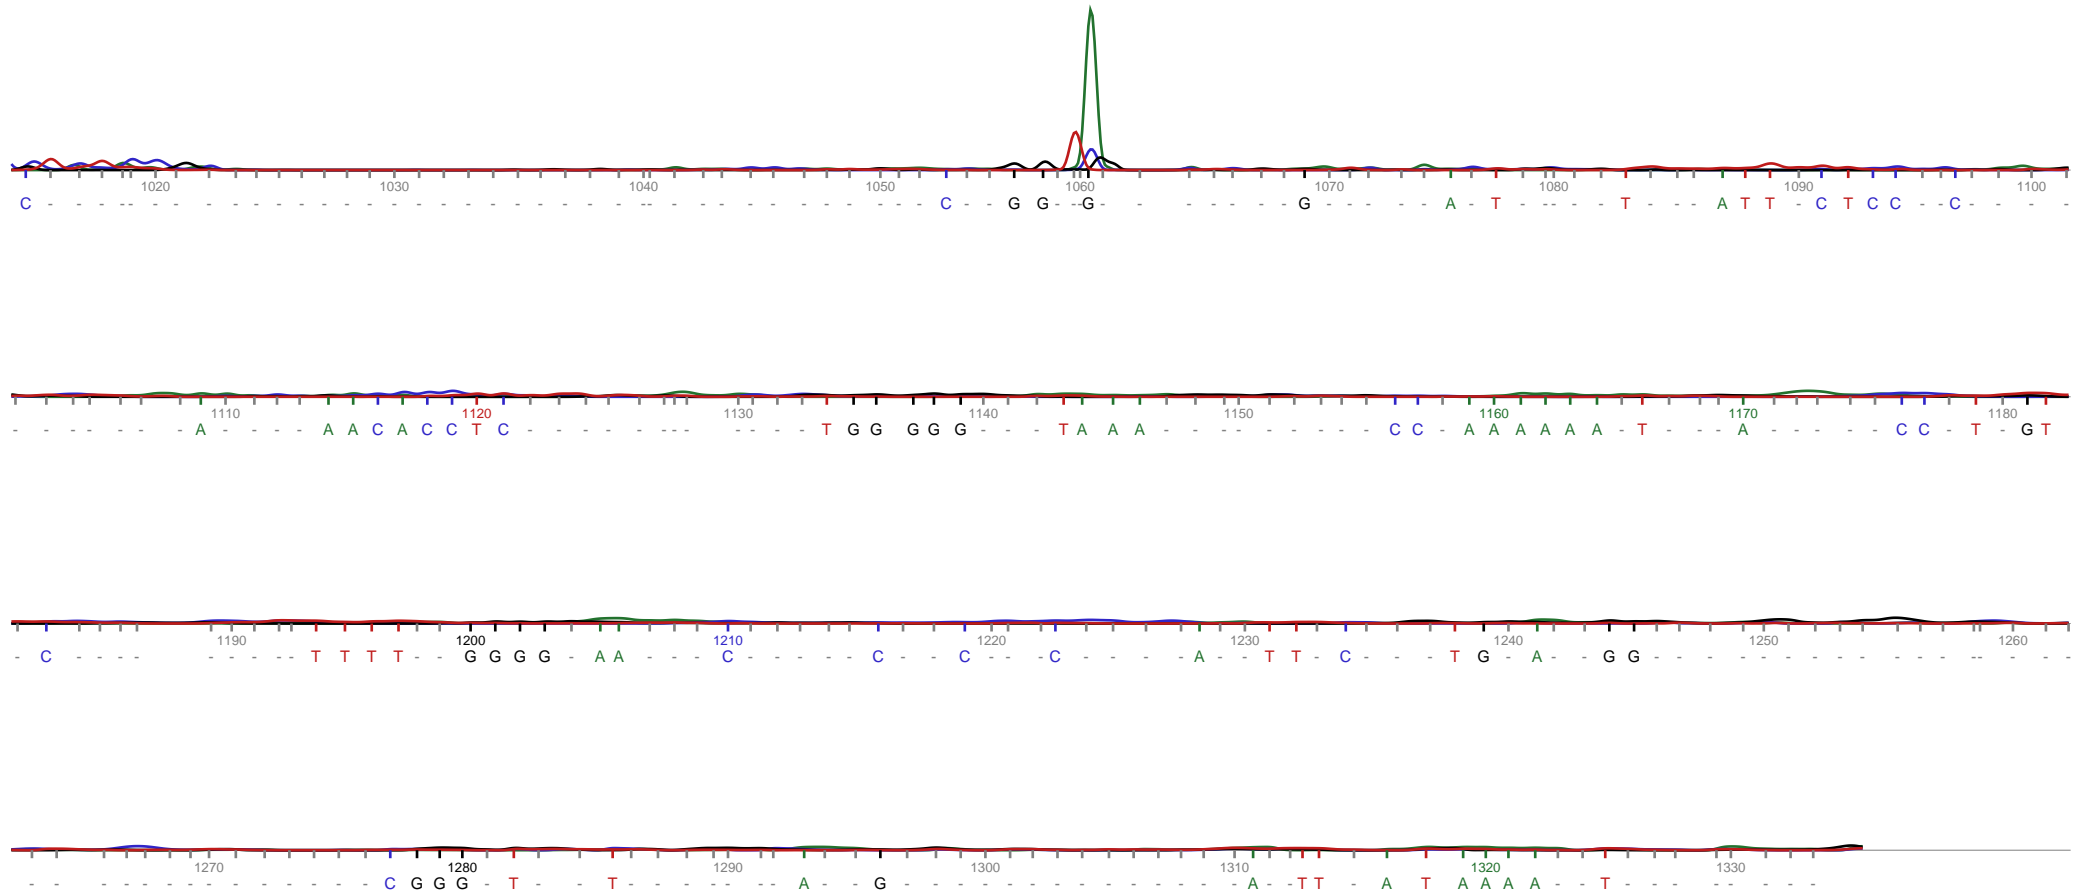 1020 1030 1040 1050 1060 1070 1080 1090 1100
C - - - - -- - - - - - - - - - - - - - - - - - - - - -- - - - - - - - - - - - C - - G G - -- G - - - - - - - - G - - - - - - A - T - -- - - T - - - A T T - C T C C - - C - - - -
1110 1120 1130 1140 1150 1160 1170 1180
- - - - - - - A - - - - A A C A C C T C - - - - - - -- - - - - T G G G G G - - - T A A A - - - - - - - - - C C - A A A A A A - T - - - A - - - - - C C - T - G T
1190 1200 1210 1220 1230 1240 1250 1260
- C - - - - - - - - - T T T T - - G G G G - A A - - - C - - - - - C - - C - - - C - - - - - A - - T T - C - - - T G - A - - G G - - - - - - - - - - - - -- - - -
1270 1280 1290 1300 1310 1320 1330
- - - - - - - - - - - - - C G G G - T - - - T - - - - - -- A - - G - - - - - - - - - - - - - - A - - T T - A - T A A A A - - T - - - -- - - -